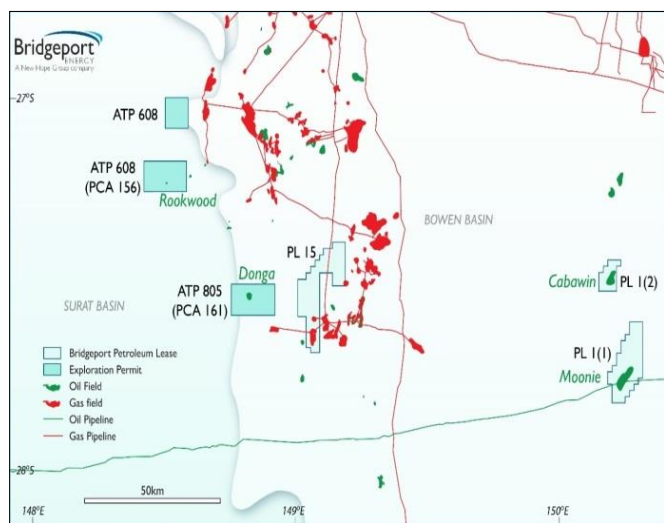 Bridgeport
ENERGY
A New Hope Group company
27°S
ATP 608
ATP 608
(PCA 156)
Rookwood
BOWEN BASIN
PL 15
Donga
ATP 805
(PCA 161)
SURAT BASIN
Cabawin
PL 1(2)
PL 1(1)
Moonie
Bridgeport Petroleum Lease
Exploration Permit
Oil Field
Gas field
Oil Pipeline
Gas Pipeline
28°S
50km
148°E
149°E
150°E